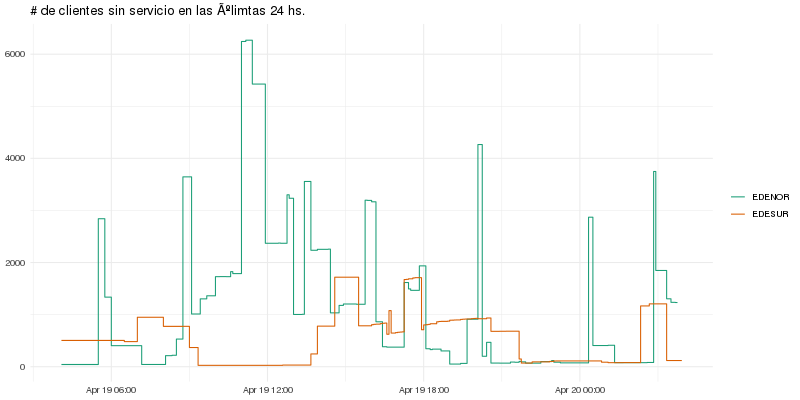 # de clientes sin servicio en las Ãºlimtas 24 hs.
6000
4000
2000
0
Apr 19 06:00
Apr 19 12:00
Apr 19 18:00
Apr 20 00:00
EDENOR
EDESUR